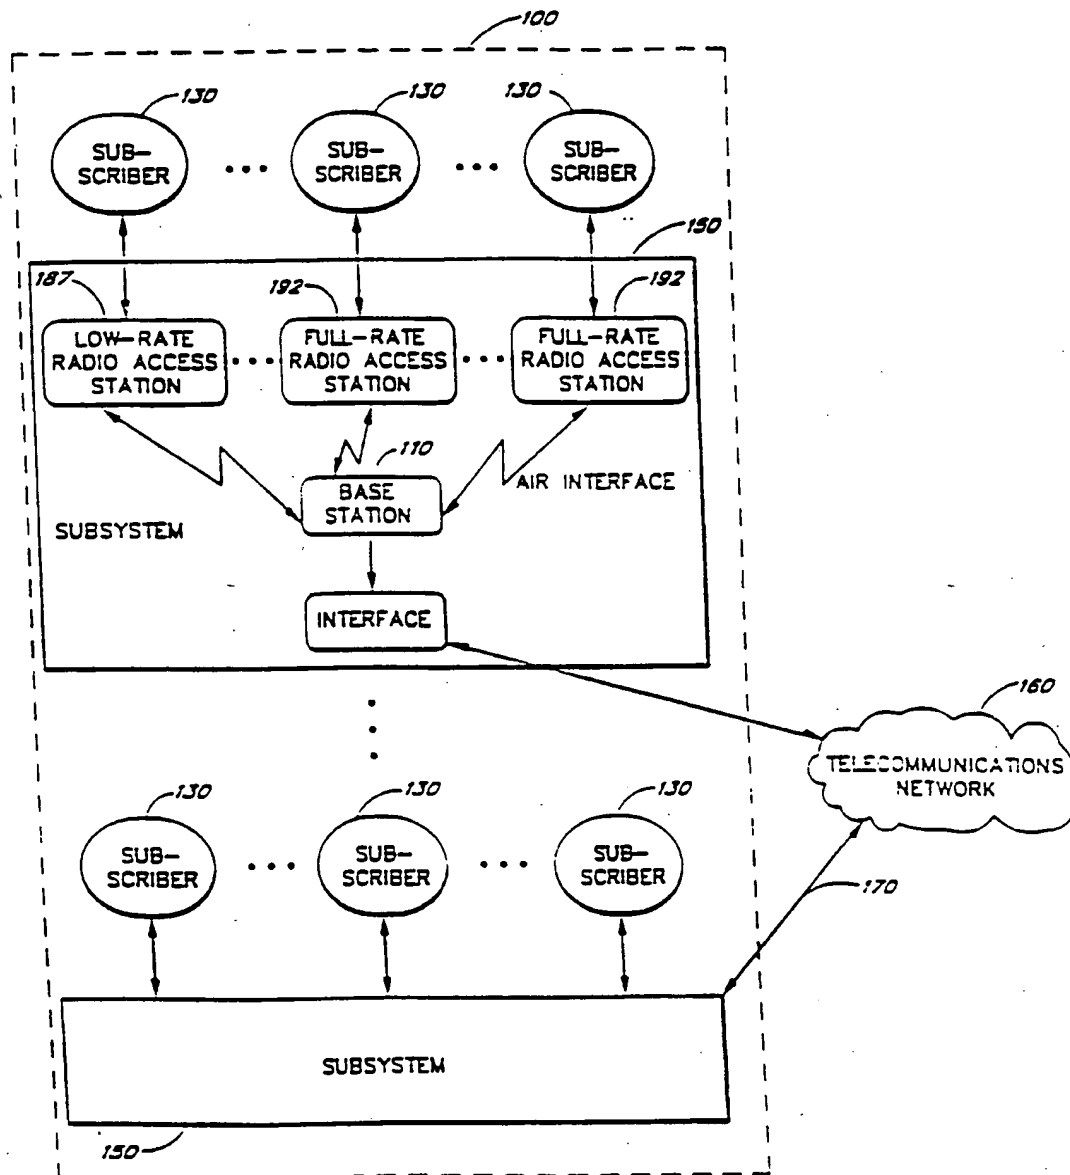 100
130
130
130
SUB-
SCRIBER
SUB-
SCRIBER
SUB-
SCRIBER
150
187
192
192
LOW-RATE
RADIO ACCESS
STATION
FULL-RATE
RADIO ACCESS
STATION
FULL-RATE
RADIO ACCESS
STATION
110
BASE
STATION
AIR INTERFACE
SUBSYSTEM
INTERFACE
160
TELECOMMUNICATIONS
NETWORK
130
130
130
SUB-
SCRIBER
SUB-
SCRIBER
SUB-
SCRIBER
170
SUBSYSTEM
150